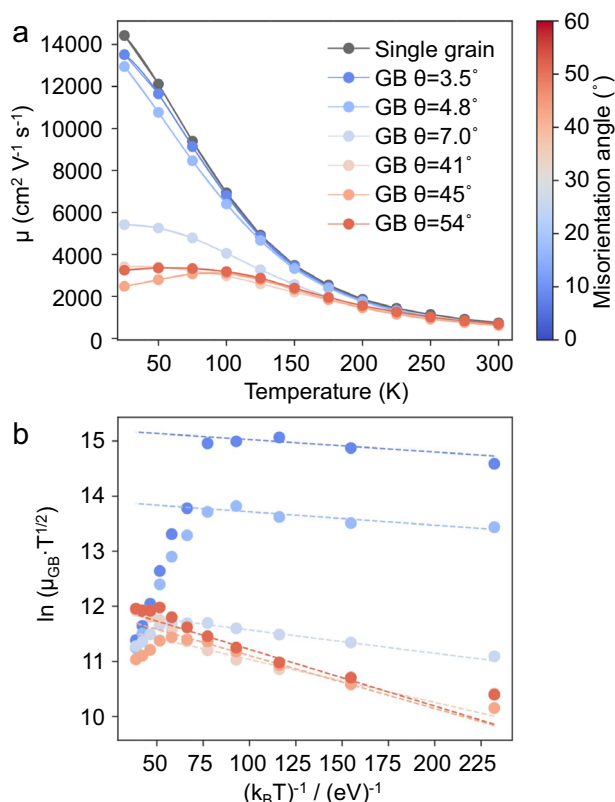 a
μ (cm² V⁻¹ s⁻¹)
14000
12000
10000
8000
6000
4000
2000
0
Single grain
GB θ=3.5°
GB θ=4.8°
GB θ=7.0°
GB θ=41°
GB θ=45°
GB θ=54°
50 100 150 200 250 300
Temperature (K)
60
50
40
30
20
10
0
Misorientation angle (°)
b
ln (μGB·T1/2)
15
14
13
12
11
10
50 75 100 125 150 175 200 225
(kBT)⁻¹ / (eV)⁻¹